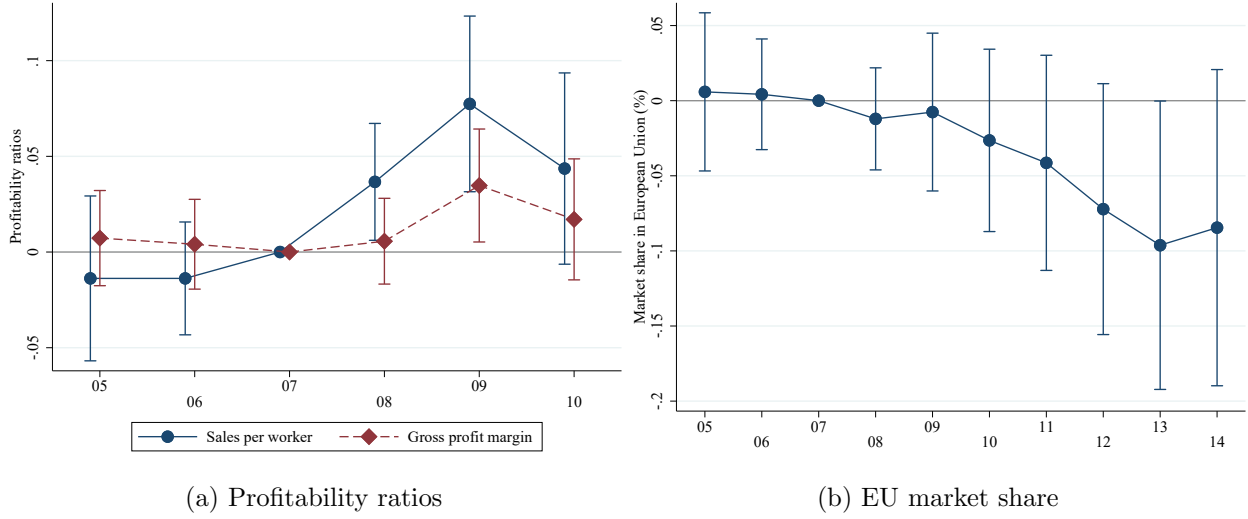 Profitability ratios
.1
.05
0
-.05
05 06 07 08 09 10
Sales per worker
Gross profit margin
(a) Profitability ratios
Market share in European Union (%)
.05
0
-.05
-.1
-.15
-.2
05 06 07 08 09 10 11 12 13 14
(b) EU market share